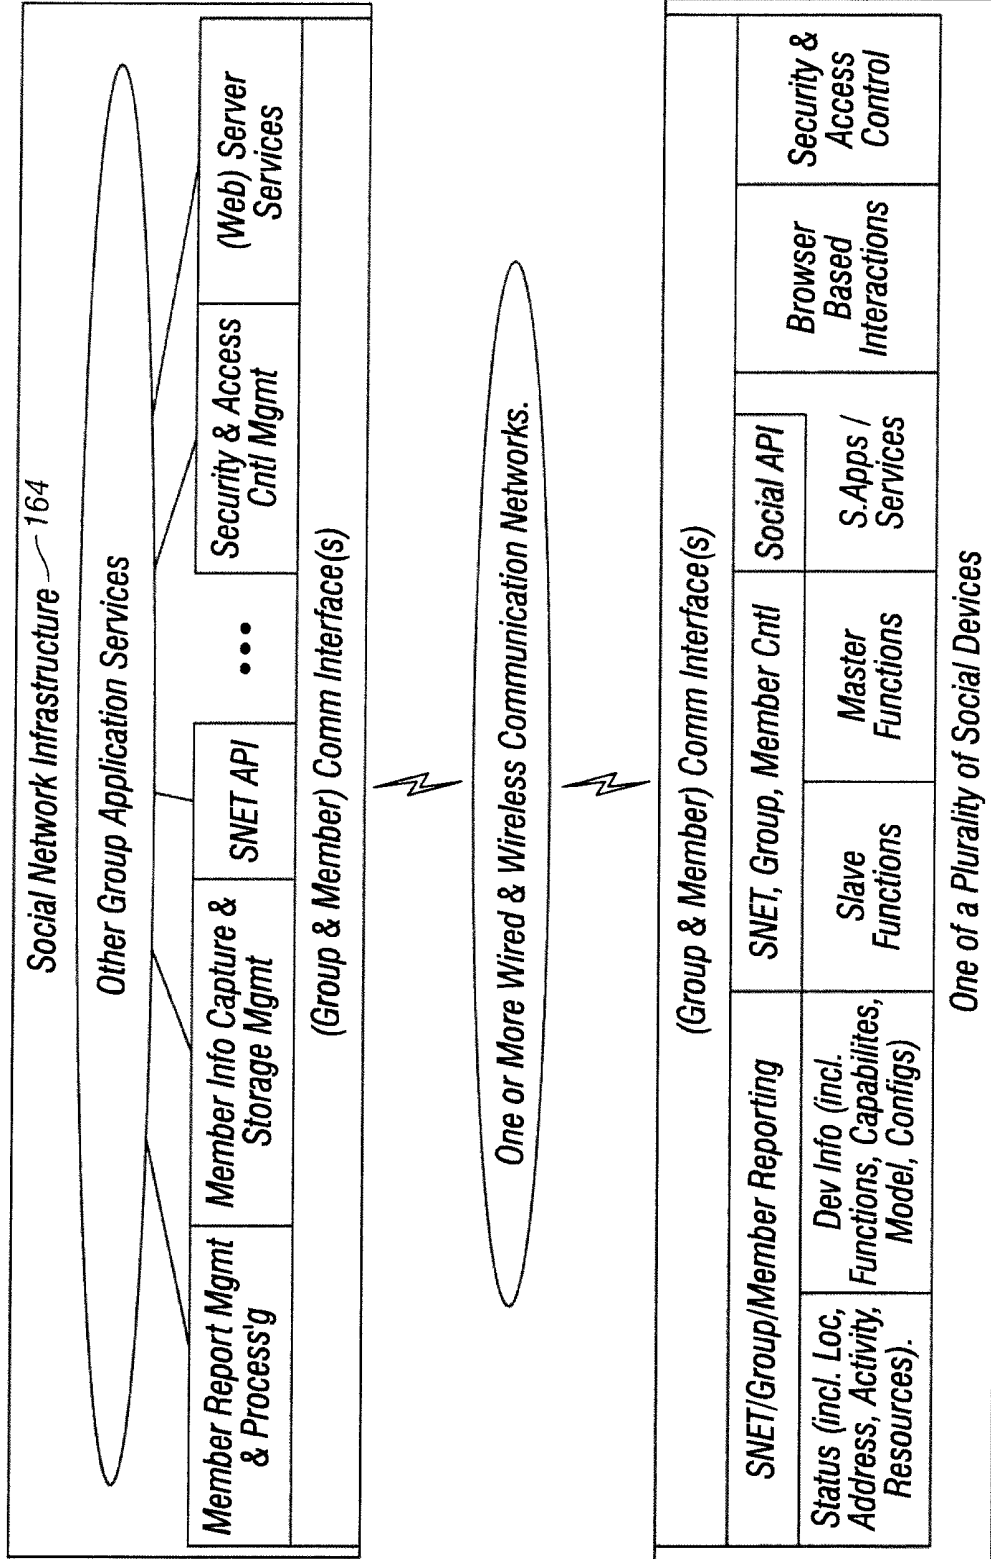 Social Network Infrastructure
164
Other Group Application Services
Member Report Mgmt
& Process'g
Member Info Capture &
Storage Mgmt
SNET API
•••
Security & Access
Cntl Mgmt
(Web) Server
Services
(Group & Member) Comm Interface(s)
One or More Wired & Wireless Communication Networks.
(Group & Member) Comm Interface(s)
SNET/Group/Member Reporting
Status (incl. Loc,
Address, Activity,
Resources).
Dev Info (incl.
Functions, Capabilites,
Model, Configs)
SNET, Group, Member Cntl
Slave
Functions
Master
Functions
Social API
S.Apps /
Services
Browser
Based
Interactions
Security &
Access
Control
One of a Plurality of Social Devices